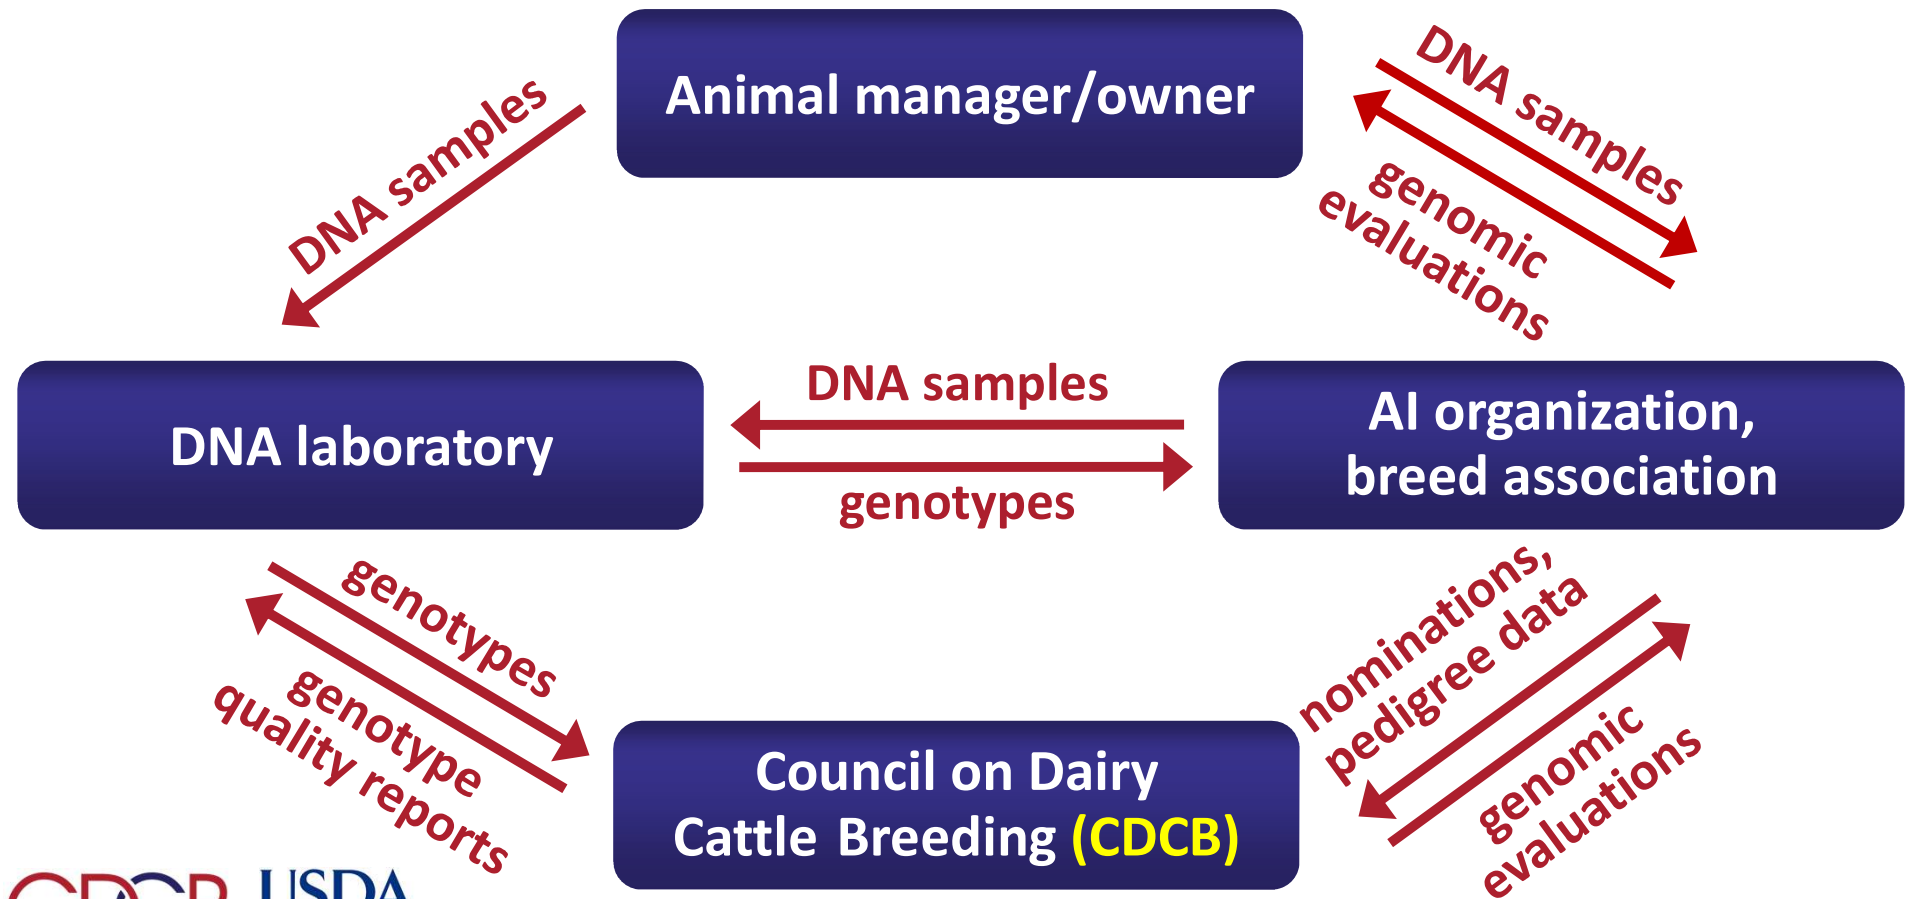 Animal manager/owner
DNA samples
DNA samples
genomic
evaluations
DNA laboratory
DNA samples
genotypes
AI organization,
breed association
genotypes
genotype
quality reports
nominations,
pedigree data
genomic
evaluations
Council on Dairy
Cattle Breeding (CDCB)
CDCB USDA